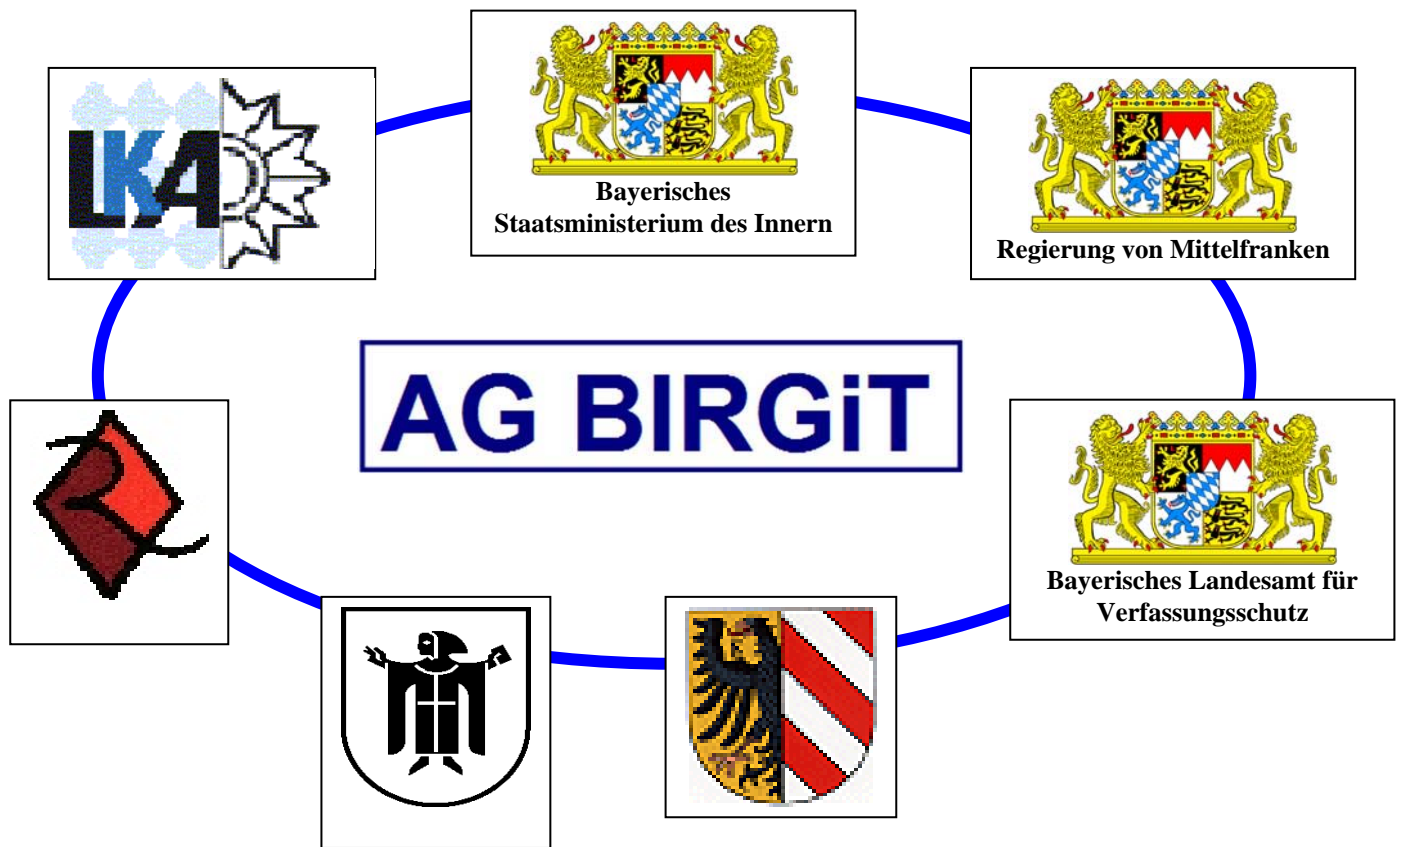 LKA
Bayerisches
Staatsministerium des Innern
Regierung von Mittelfranken
AG BIRGiT
Bayerisches Landesamt für
Verfassungsschutz